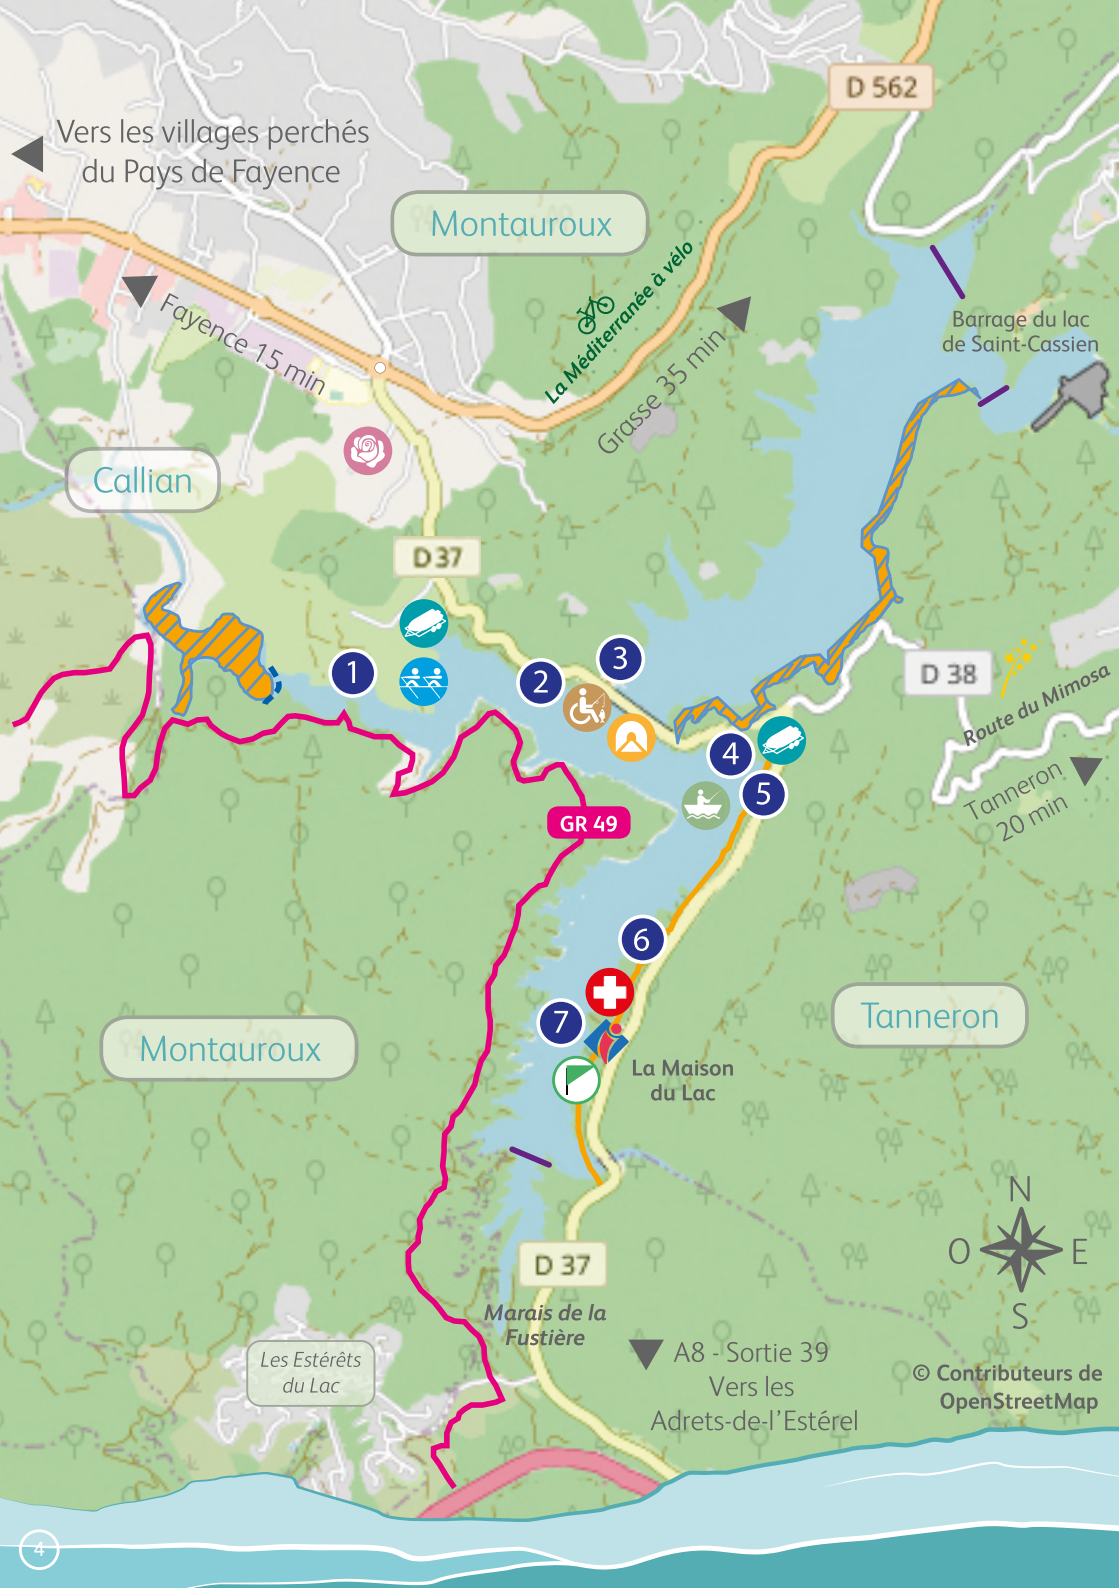 D 562
Vers les villages perchés
du Pays de Fayence
Montauroux
La Méditerranée à vélo
Barrage du lac
de Saint-Cassien
Fayence 15 min
Grasse 35 min
Callian
D 37
1
2
3
D 38
Route du Mimosa
4
5
Tanneron
20 min
GR 49
6
7
Tanneron
Montauroux
La Maison
du Lac
N
O
E
S
D 37
Marais de la
Fustière
Les Estérêts
du Lac
A8 - Sortie 39
Vers les
Adrets-de-l'Estérel
© Contributeurs de
OpenStreetMap
4